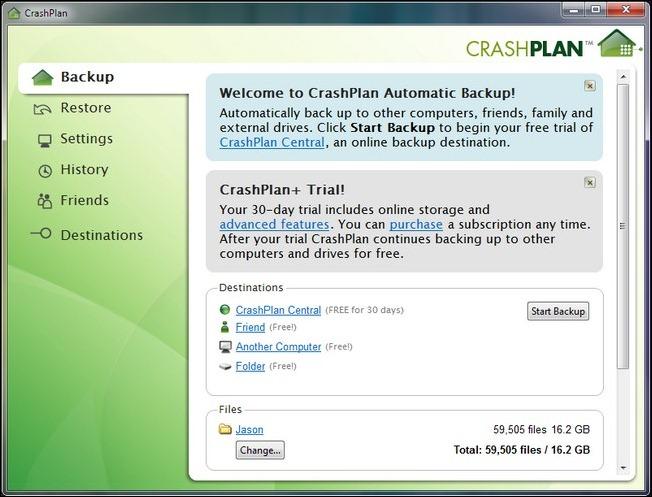 CrashPlan
CRASHPLAN™
Backup
Restore
Settings
History
Friends
Destinations
Welcome to CrashPlan Automatic Backup!
Automatically back up to other computers, friends, family and
external drives. Click Start Backup to begin your free trial of
CrashPlan Central, an online backup destination.
CrashPlan+ Trial!
Your 30-day trial includes online storage and
advanced features. You can purchase a subscription any time.
After your trial CrashPlan continues backing up to other
computers and drives for free.
Destinations
CrashPlan Central (FREE for 30 days)
Start Backup
Friend (Free!)
Another Computer (Free!)
Folder (Free!)
Files
Jason 59,505 files 16.2 GB
Change... Total: 59,505 files / 16.2 GB